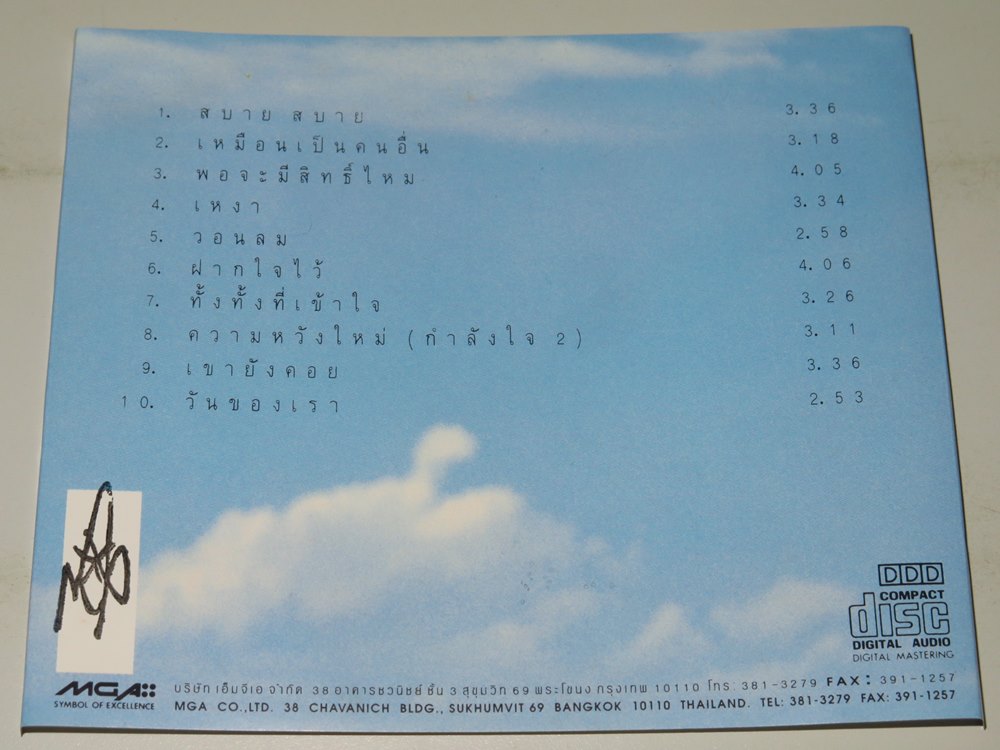 1. สบาย สบาย 3.36
2. เหมือนเป็นคนอื่น 3.18
3. พอจะมีสิทธิ์ไหม 4.05
4. เหงา 3.34
5. วอนลม 2.58
6. ฝากใจไว้ 4.06
7. ทั้งทั้งที่เข้าใจ 3.26
8. ความหวังใหม่ (กำลังใจ 2) 3.11
9. เขายังคอย 3.36
10. วันของเรา 2.53
DDD
COMPACT
disc
DIGITAL AUDIO
DIGITAL MASTERING
MGA
SYMBOL OF EXCELLENCE
บริษัท เอ็มจีเอ จำกัด 38 อาคารชวนิชย์ ชั้น 3 สุขุมวิท 69 พระโขนง กรุงเทพ 10110 โทร: 381-3279 FAX: 391-1257
MGA CO.,LTD. 38 CHAVANICH BLDG., SUKHUMVIT 69 BANGKOK 10110 THAILAND. TEL: 381-3279 FAX: 391-1257